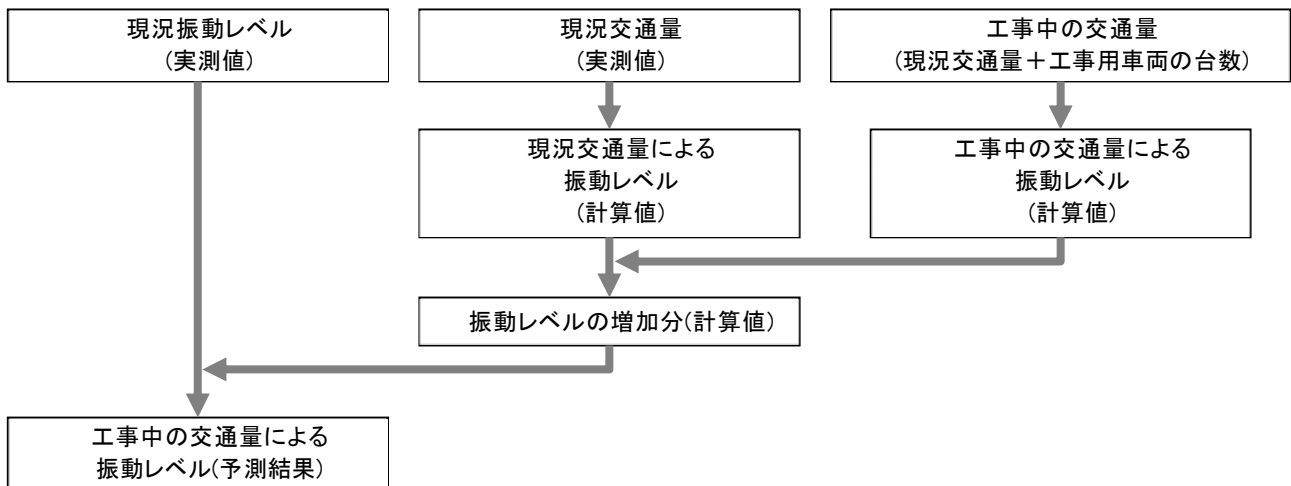 現況振動レベル
(実測値)
現況交通量
(実測値)
工事中の交通量
(現況交通量+工事用車両の台数)
現況交通量による
振動レベル
(計算値)
工事中の交通量による
振動レベル
(計算値)
振動レベルの増加分(計算値)
工事中の交通量による
振動レベル(予測結果)